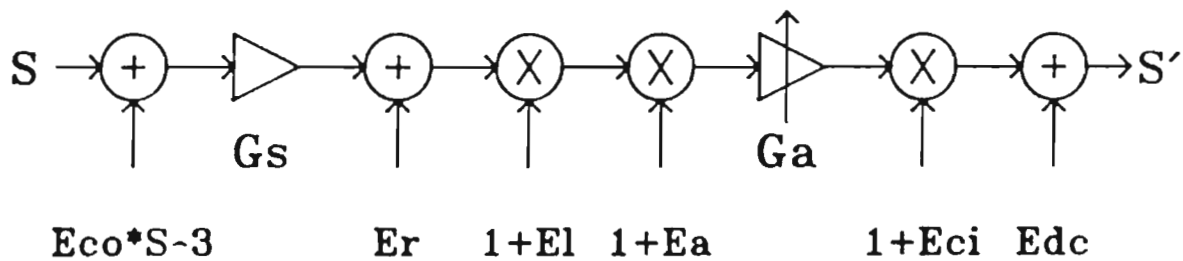 S + + X X X + S′
Gs Ga
Eco*S-3 Er 1+El 1+Ea 1+Eci Edc